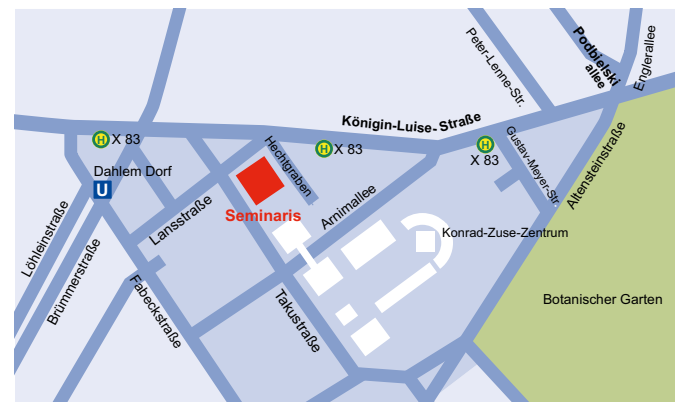 Peter-Lenne-Str.
Podbielski
allee
Englerallee
Königin-Luise-Straße
H X 83
H X 83
H
X 83
Hechtgraben
Gustav-Meyer-Str.
Altensteinstraße
Dahlem Dorf
U
Seminaris
Lansstraße
Arnimallee
Konrad-Zuse-Zentrum
Löhleinstraße
Brümmerstraße
Fabeckstraße
Takustraße
Botanischer Garten